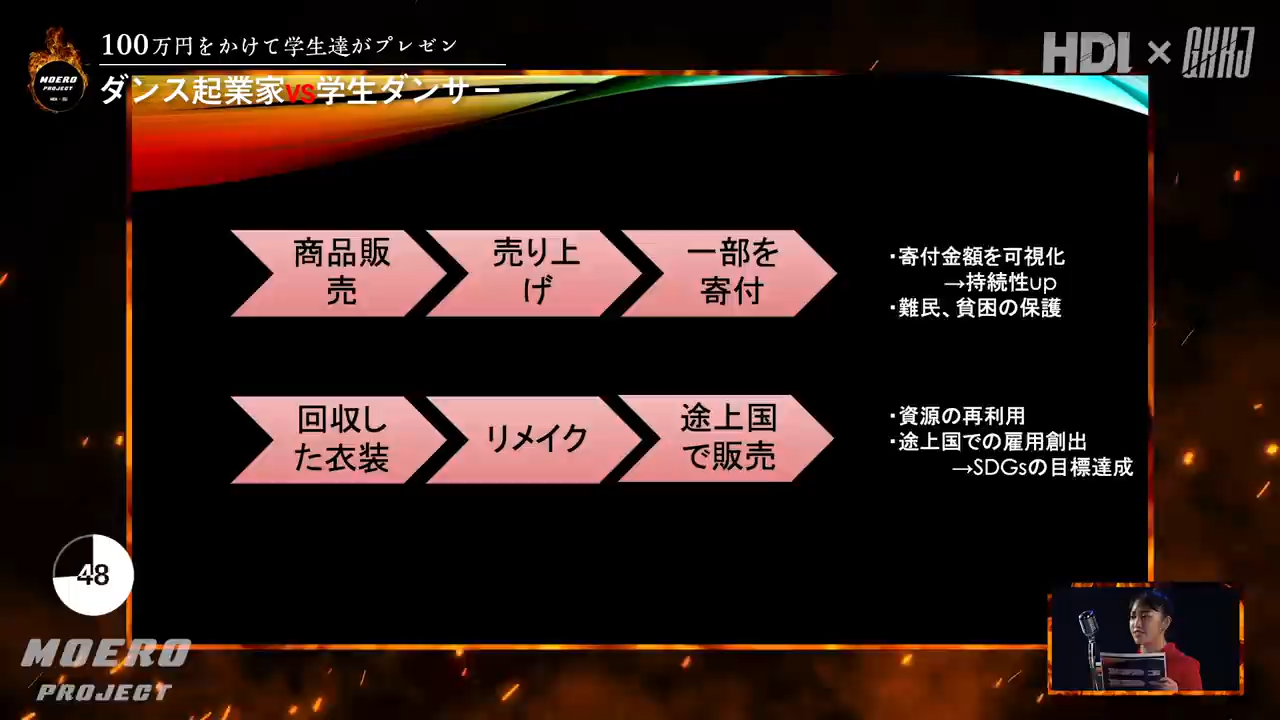 100万円をかけて学生達がプレゼン
ダンス起業家vs学生ダンサー
MOERO
PROJECT
HDI × GKKJ
商品販
売
売り上
げ
一部を
寄付
・寄付金額を可視化
→持続性up
・難民、貧困の保護
回収し
た衣装
リメイク
途上国
で販売
・資源の再利用
・途上国での雇用創出
→SDGsの目標達成
48
MOERO
PROJECT